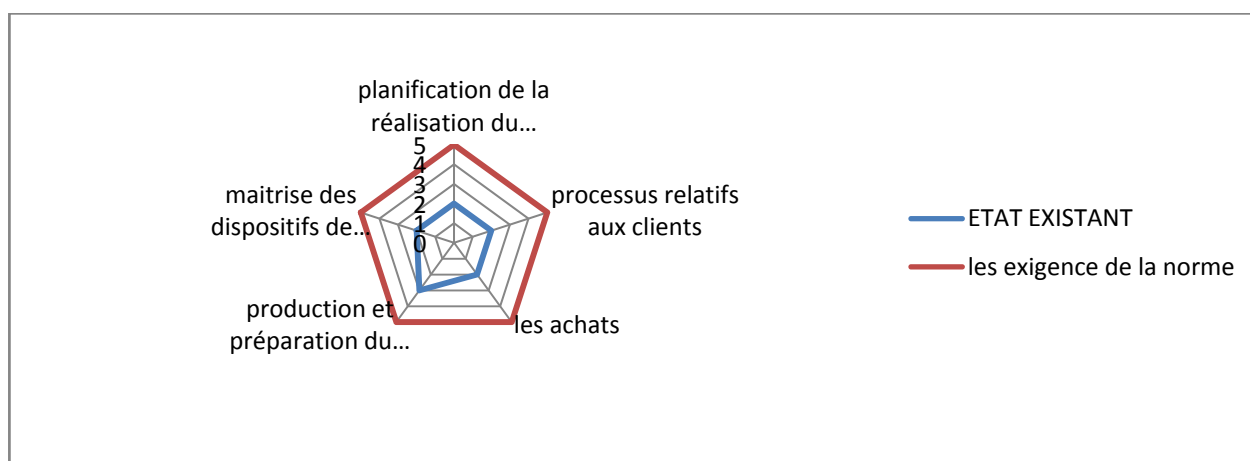 planification de la
réalisation du…
5
4
3
2
1
0
processus relatifs
aux clients
les achats
production et
préparation du…
maitrise des
dispositifs de…
ETAT EXISTANT
les exigence de la norme